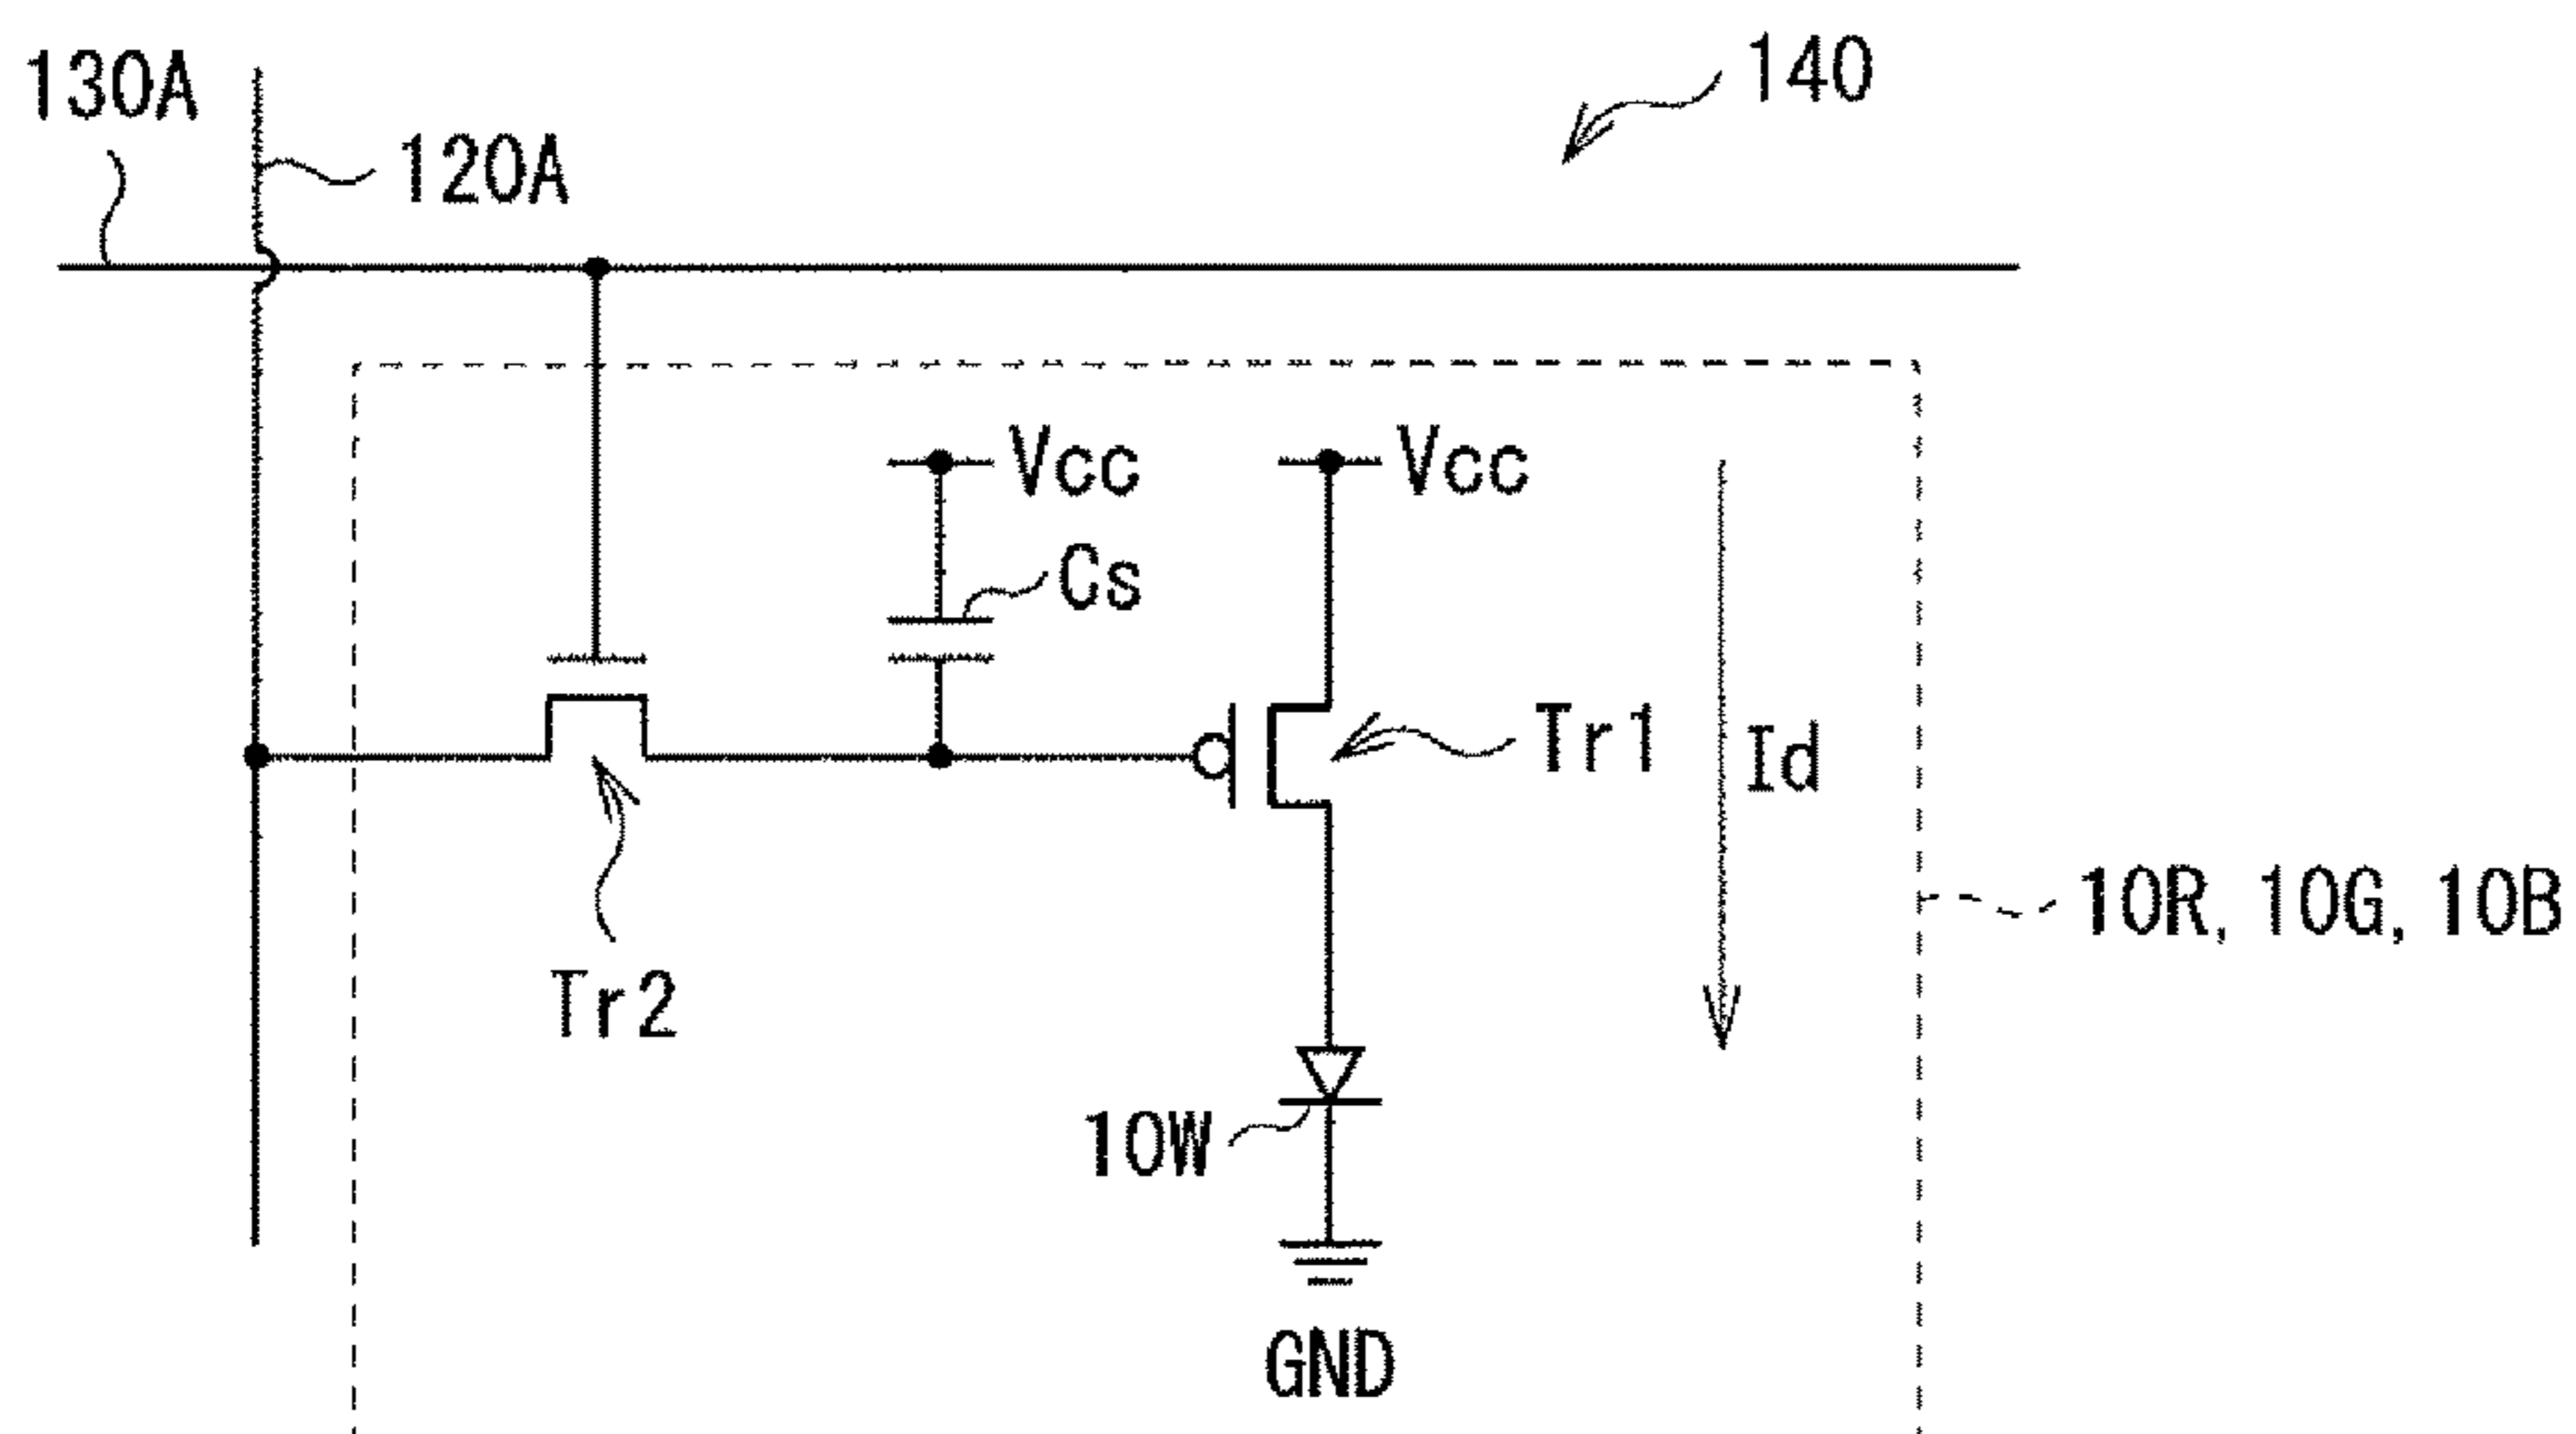 140
130A
120A
Vcc
Vcc
Cs
Tr1
Id
10R, 10G, 10B
Tr2
10W
GND